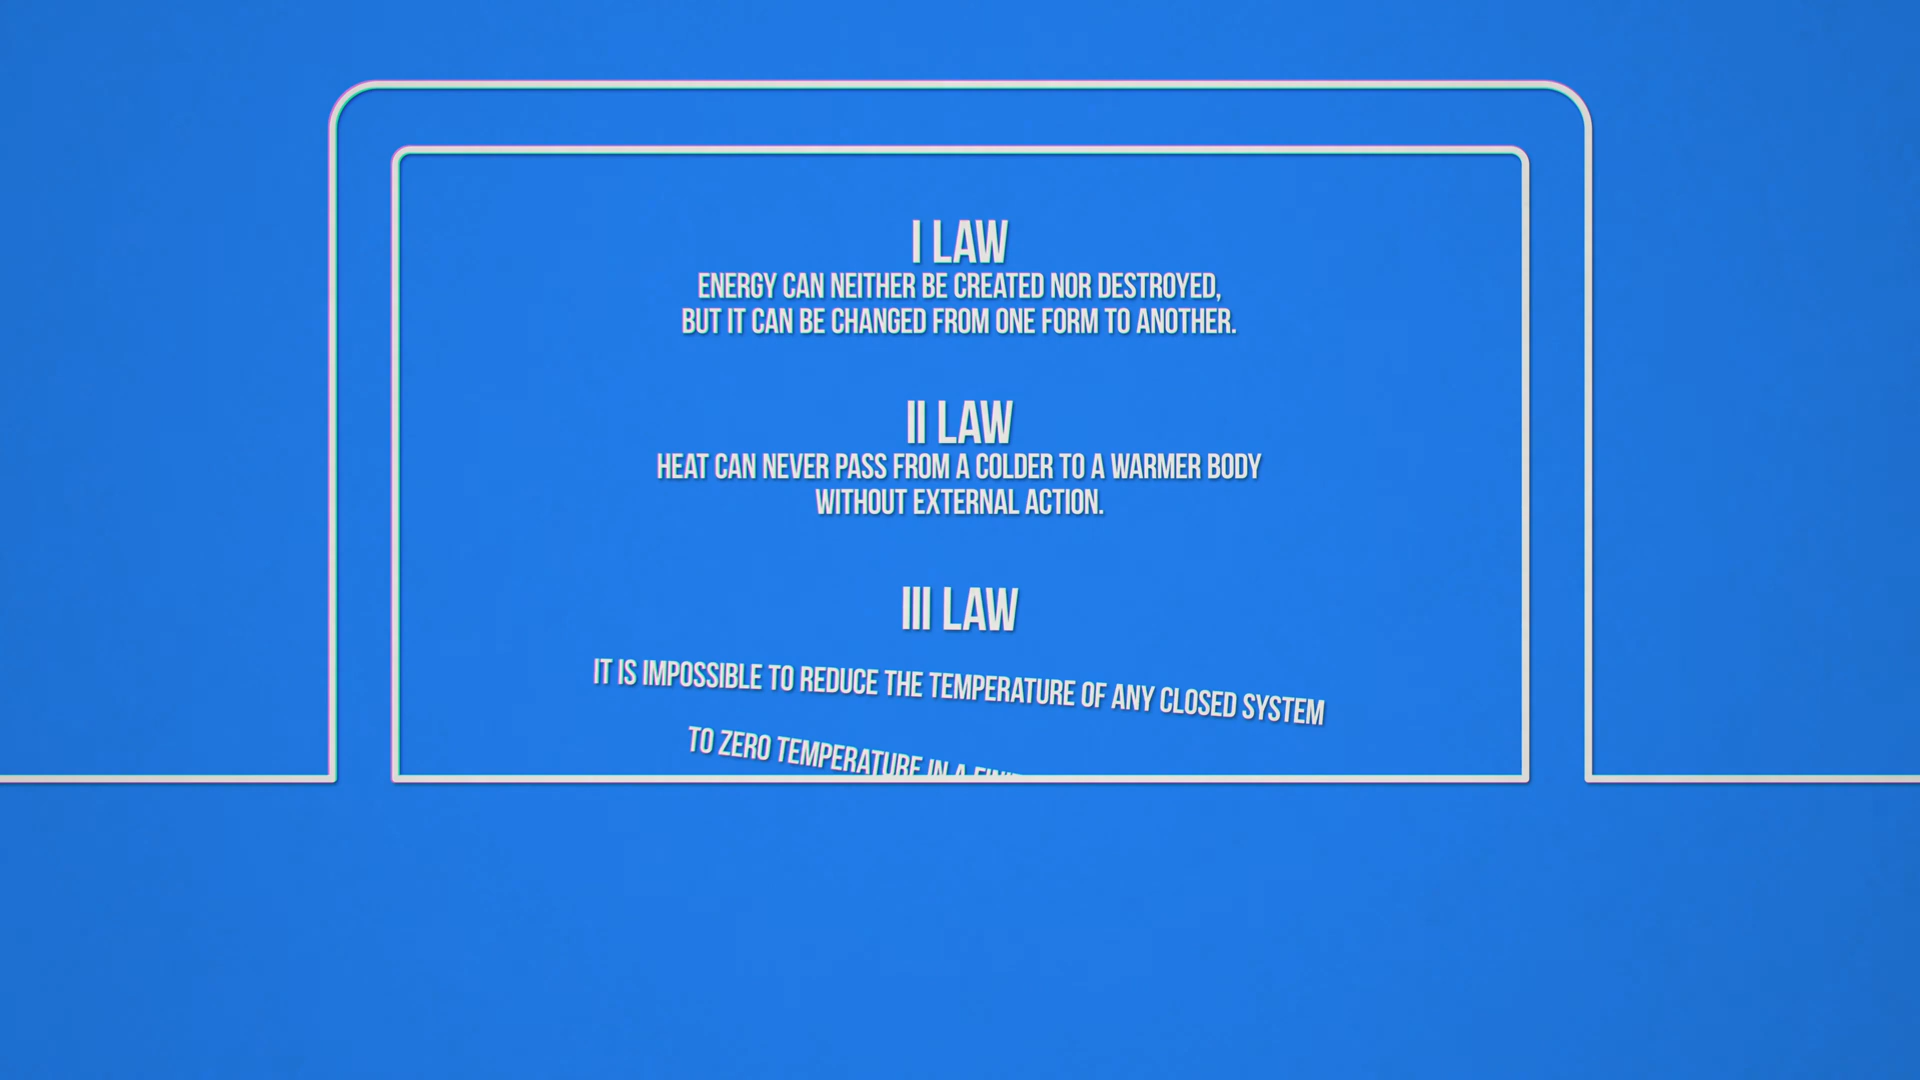 I LAW
ENERGY CAN NEITHER BE CREATED NOR DESTROYED,
BUT IT CAN BE CHANGED FROM ONE FORM TO ANOTHER.
II LAW
HEAT CAN NEVER PASS FROM A COLDER TO A WARMER BODY
WITHOUT EXTERNAL ACTION.
III LAW
IT IS IMPOSSIBLE TO REDUCE THE TEMPERATURE OF ANY CLOSED SYSTEM
TO ZERO TEMPERATURE IN A